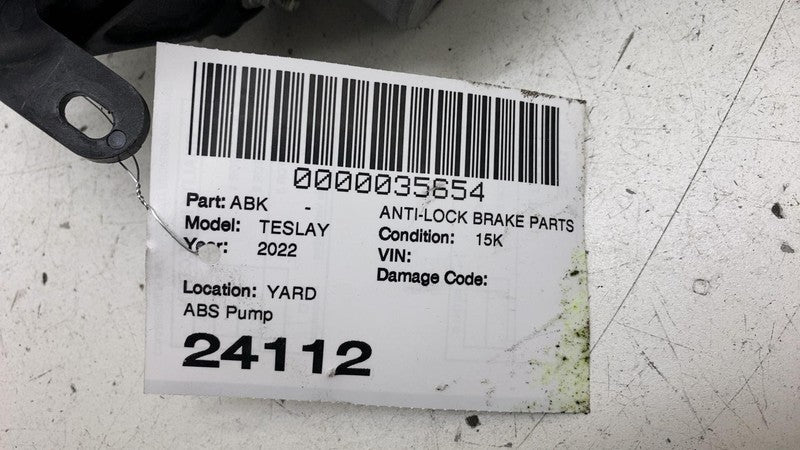 0000035654
Part: ABK - ANTI-LOCK BRAKE PARTS
Model: TESLAY Condition: 15K
Year: 2022 VIN:
Damage Code:
Location: YARD
ABS Pump
24112